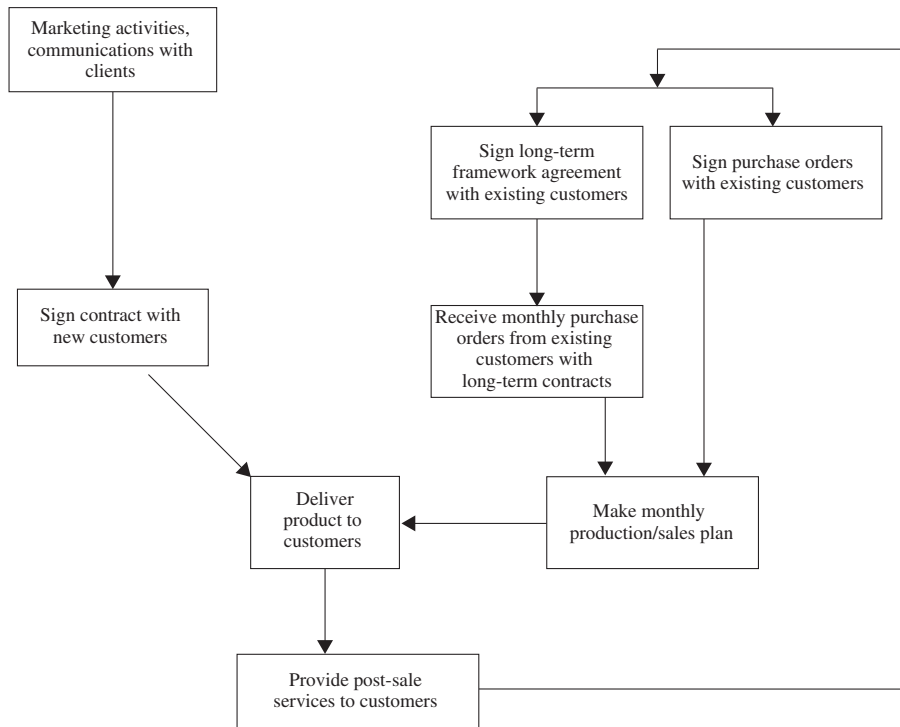 Marketing activities,
communications with
clients
Sign long-term
framework agreement
with existing customers
Sign purchase orders
with existing customers
Sign contract with
new customers
Receive monthly purchase
orders from existing
customers with
long-term contracts
Deliver
product to
customers
Make monthly
production/sales plan
Provide post-sale
services to customers